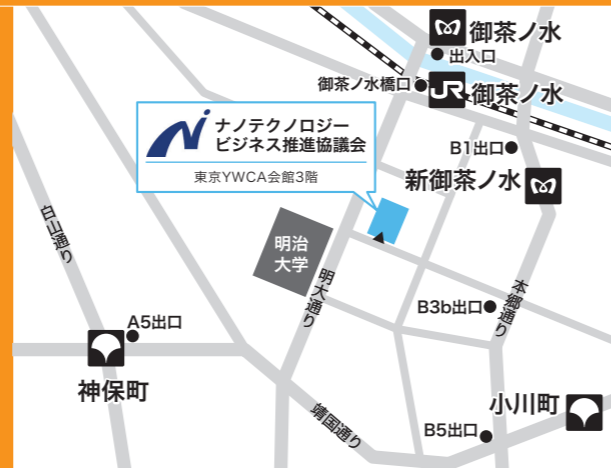 御茶ノ水
出入口
御茶ノ水橋口
JR
御茶ノ水
ナノテクノロジー
ビジネス推進協議会
東京YWCA会館3階
B1出口
新御茶ノ水
白山通り
明治
大学
明大通り
本郷通り
B3b出口
A5出口
神保町
靖国通り
小川町
B5出口